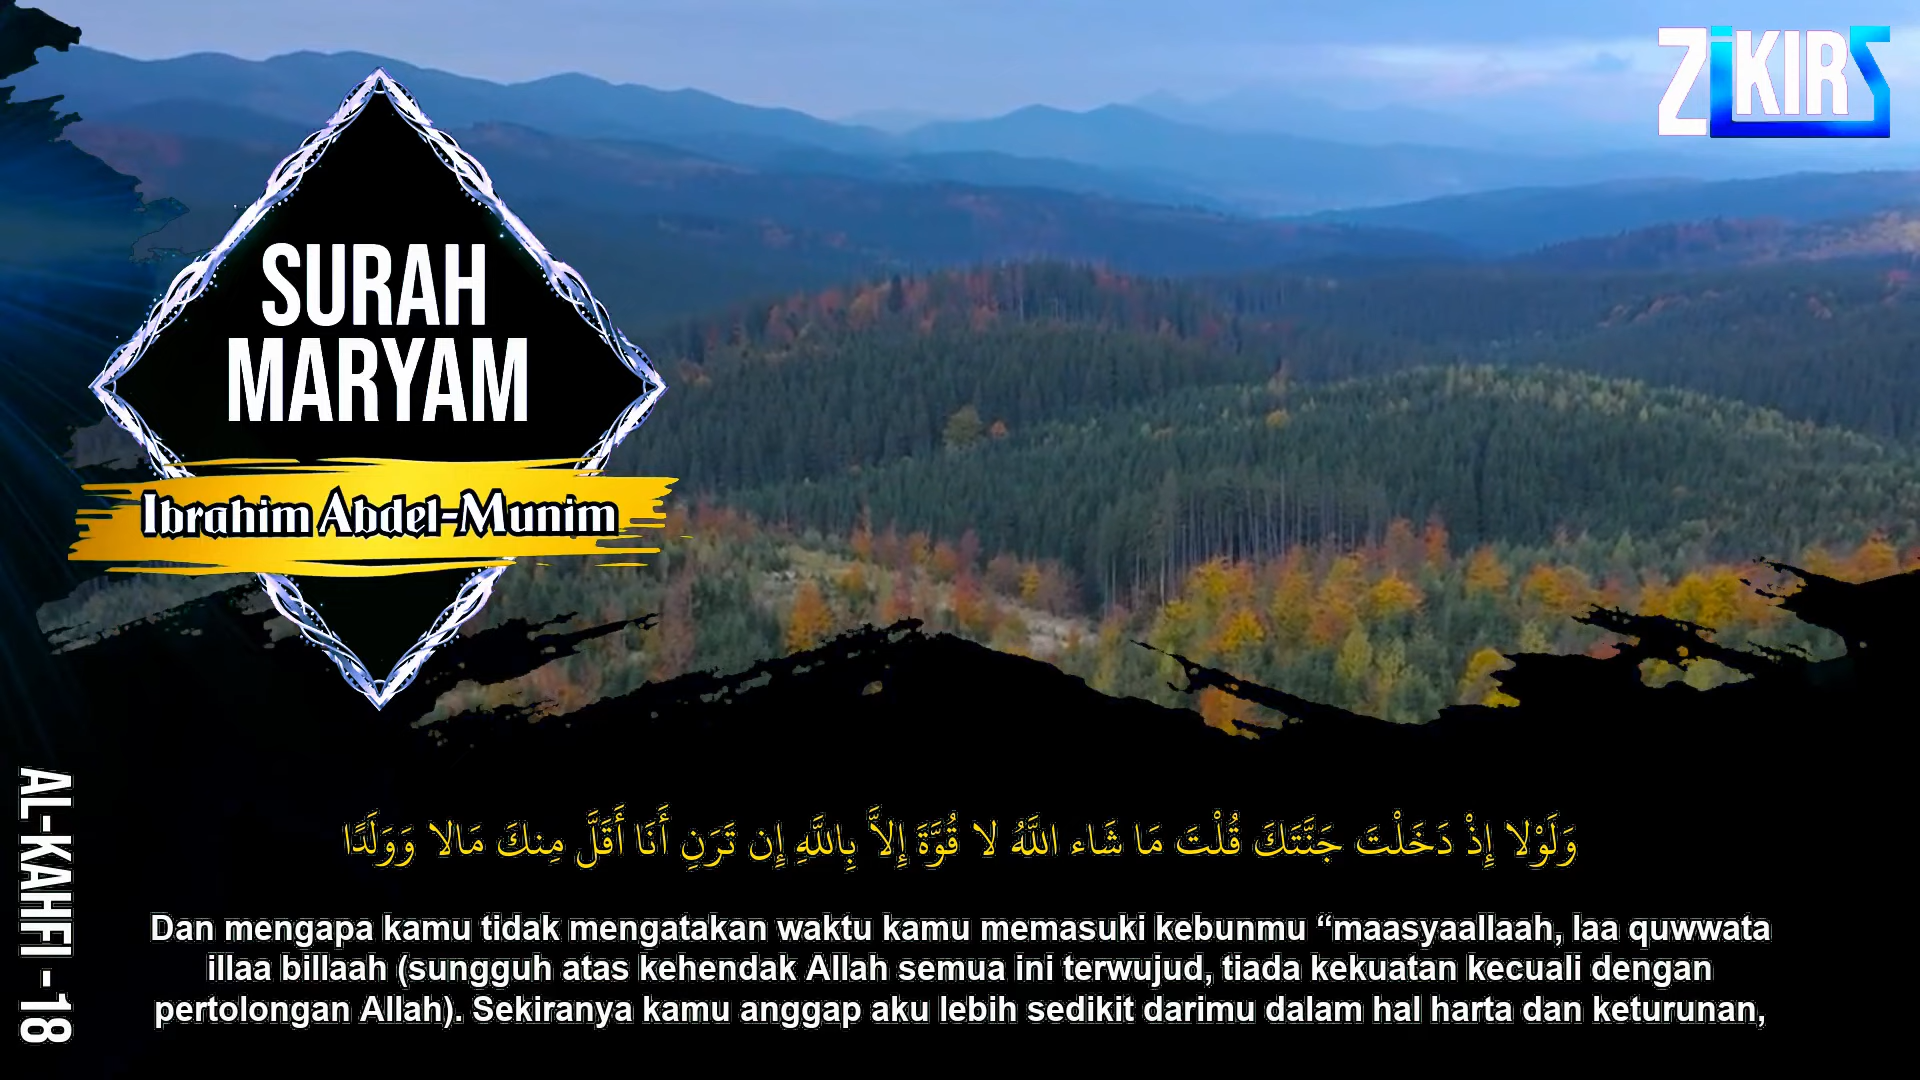 ZiKIRS
SURAH
MARYAM
Ibrahim Abdel-Munim
AL-KAHFI - 18
وَلَوْلا إِذْ دَخَلْتَ جَنَّتَكَ قُلْتَ مَا شَاء اللَّهُ لا قُوَّةَ إِلاَّ بِاللَّهِ إِن تَرَنِ أَنَا أَقَلَّ مِنكَ مَالا وَوَلَدًا
Dan mengapa kamu tidak mengatakan waktu kamu memasuki kebunmu “maasyaallaah, laa quwwata
illaa billaah (sungguh atas kehendak Allah semua ini terwujud, tiada kekuatan kecuali dengan
pertolongan Allah). Sekiranya kamu anggap aku lebih sedikit darimu dalam hal harta dan keturunan,